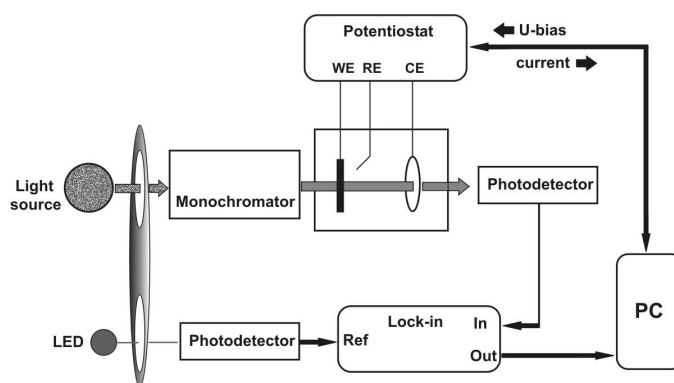 Potentiostat
WE RE CE
U-bias
current
Light
source
Monochromator
Photodetector
LED
Photodetector
Ref
Lock-in
In
Out
PC